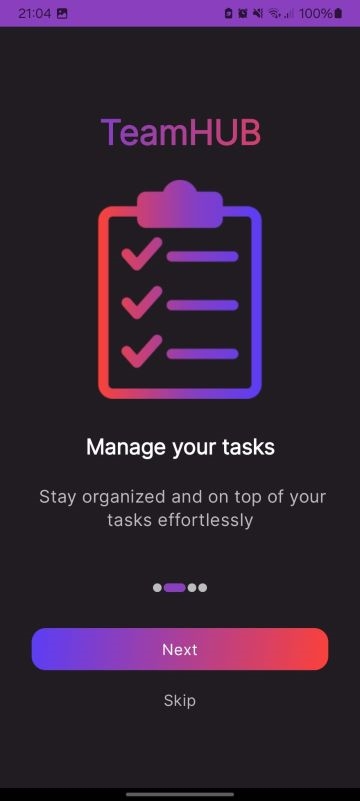 21:04 100%
TeamHUB
Manage your tasks
Stay organized and on top of your
tasks effortlessly
Next
Skip